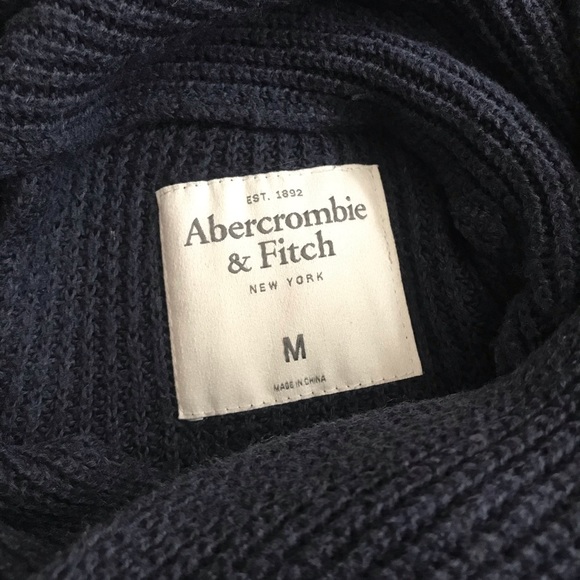 EST. 1892
Abercrombie
& Fitch
NEW YORK
M
MADE IN CHINA